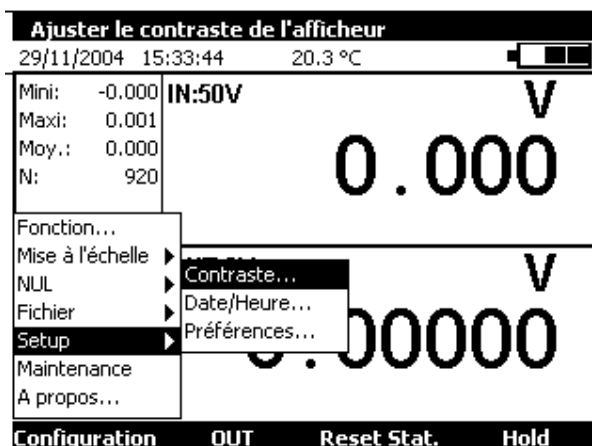 Ajuster le contraste de l'afficheur
29/11/2004 15:33:44 20.3 °C
Mini: -0.000 IN:50V V
Maxi: 0.001
Moy.: 0.000 0.000
N: 920
Fonction...
Mise à l'échelle
NUL
Fichier
Setup
Maintenance
A propos...
Contraste...
Date/Heure...
Préférences...
V
.00000
Configuration OUT Reset Stat. Hold